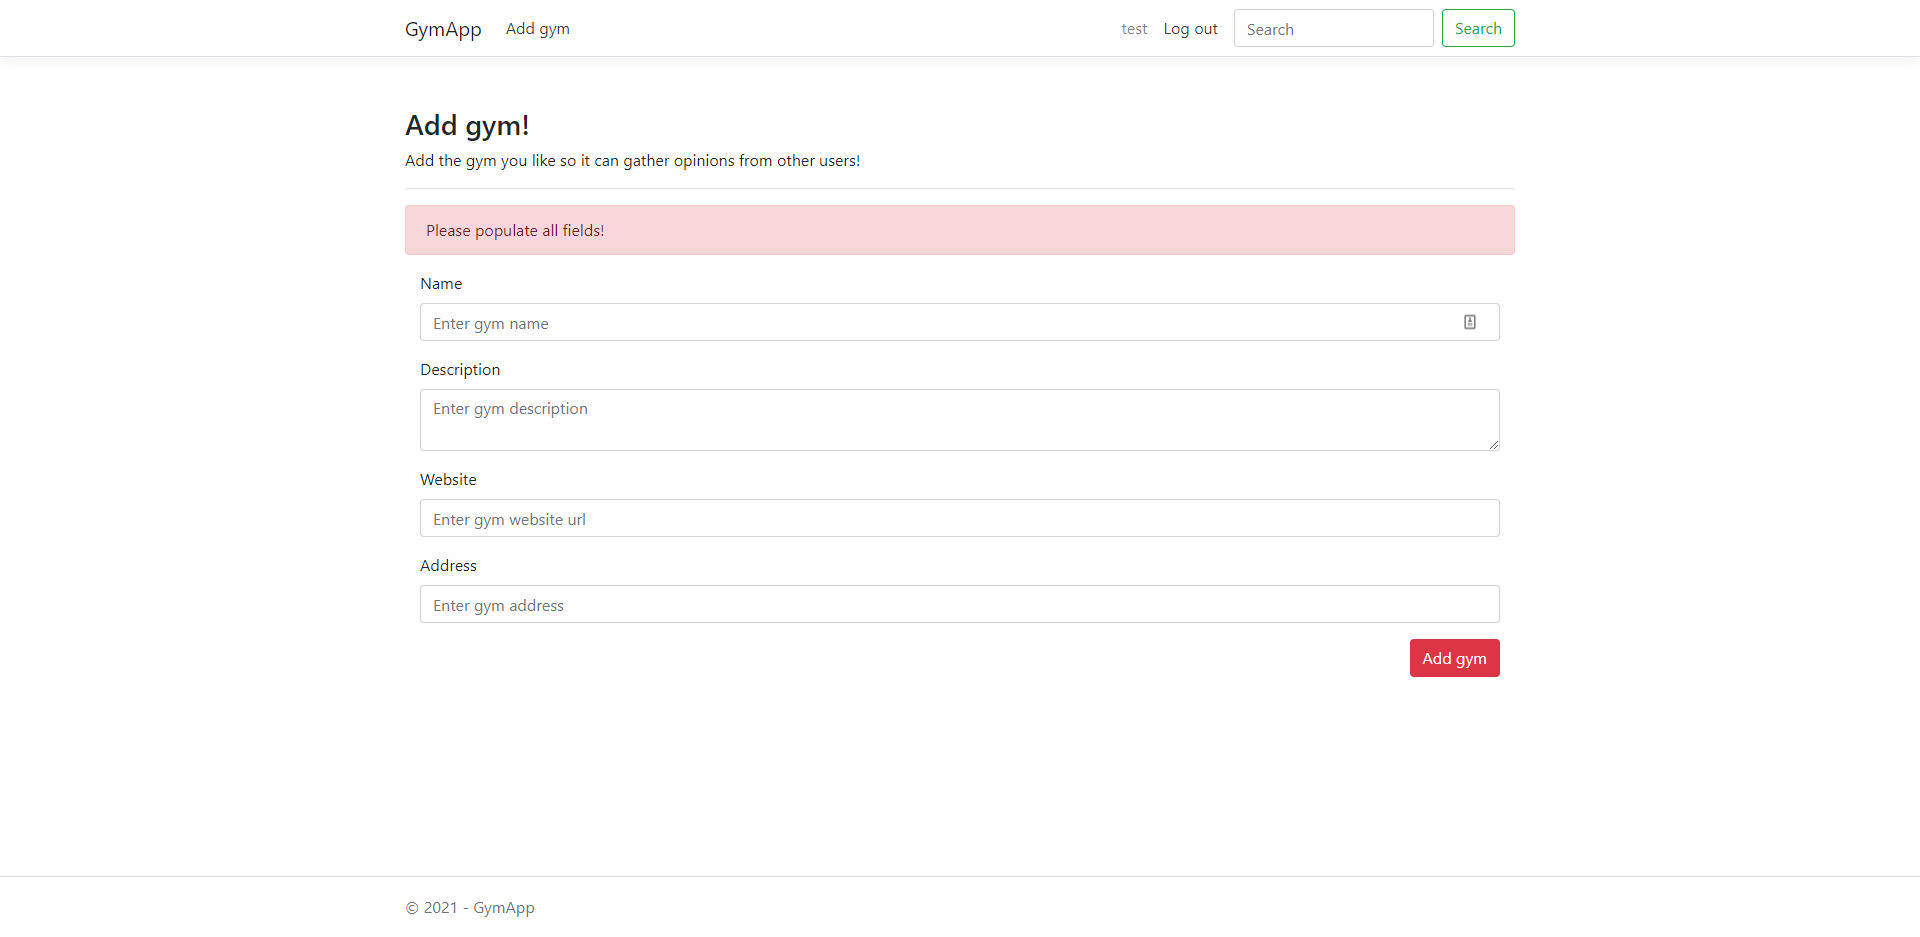 GymApp Add gym test Log out Search Search
Add gym!
Add the gym you like so it can gather opinions from other users!
Please populate all fields!
Name
Enter gym name
Description
Enter gym description
Website
Enter gym website url
Address
Enter gym address
Add gym
© 2021 - GymApp